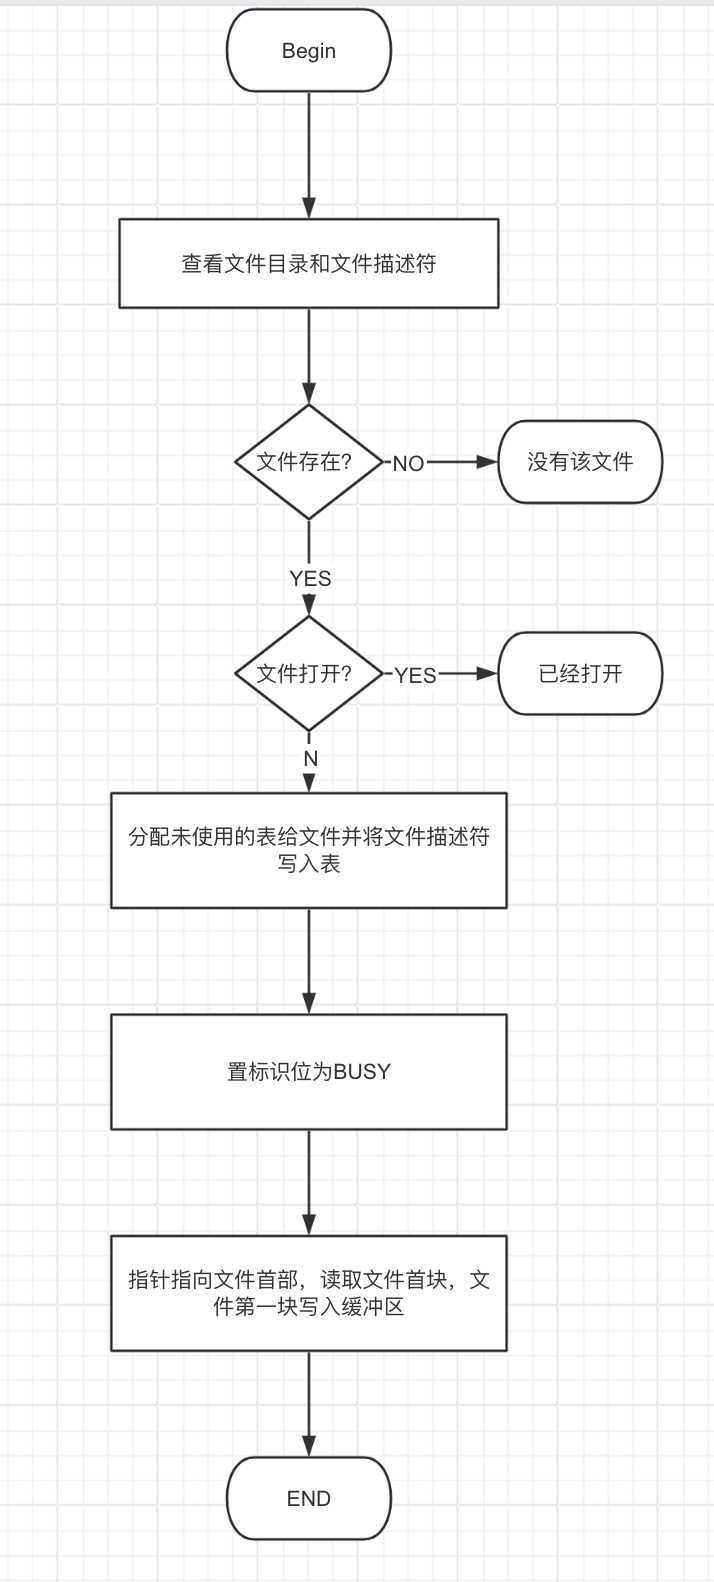 Begin
查看文件目录和文件描述符
文件存在?
NO
没有该文件
YES
文件打开?
YES
已经打开
N
分配未使用的表给文件并将文件描述符
写入表
置标识位为BUSY
指针指向文件首部，读取文件首块，文
件第一块写入缓冲区
END